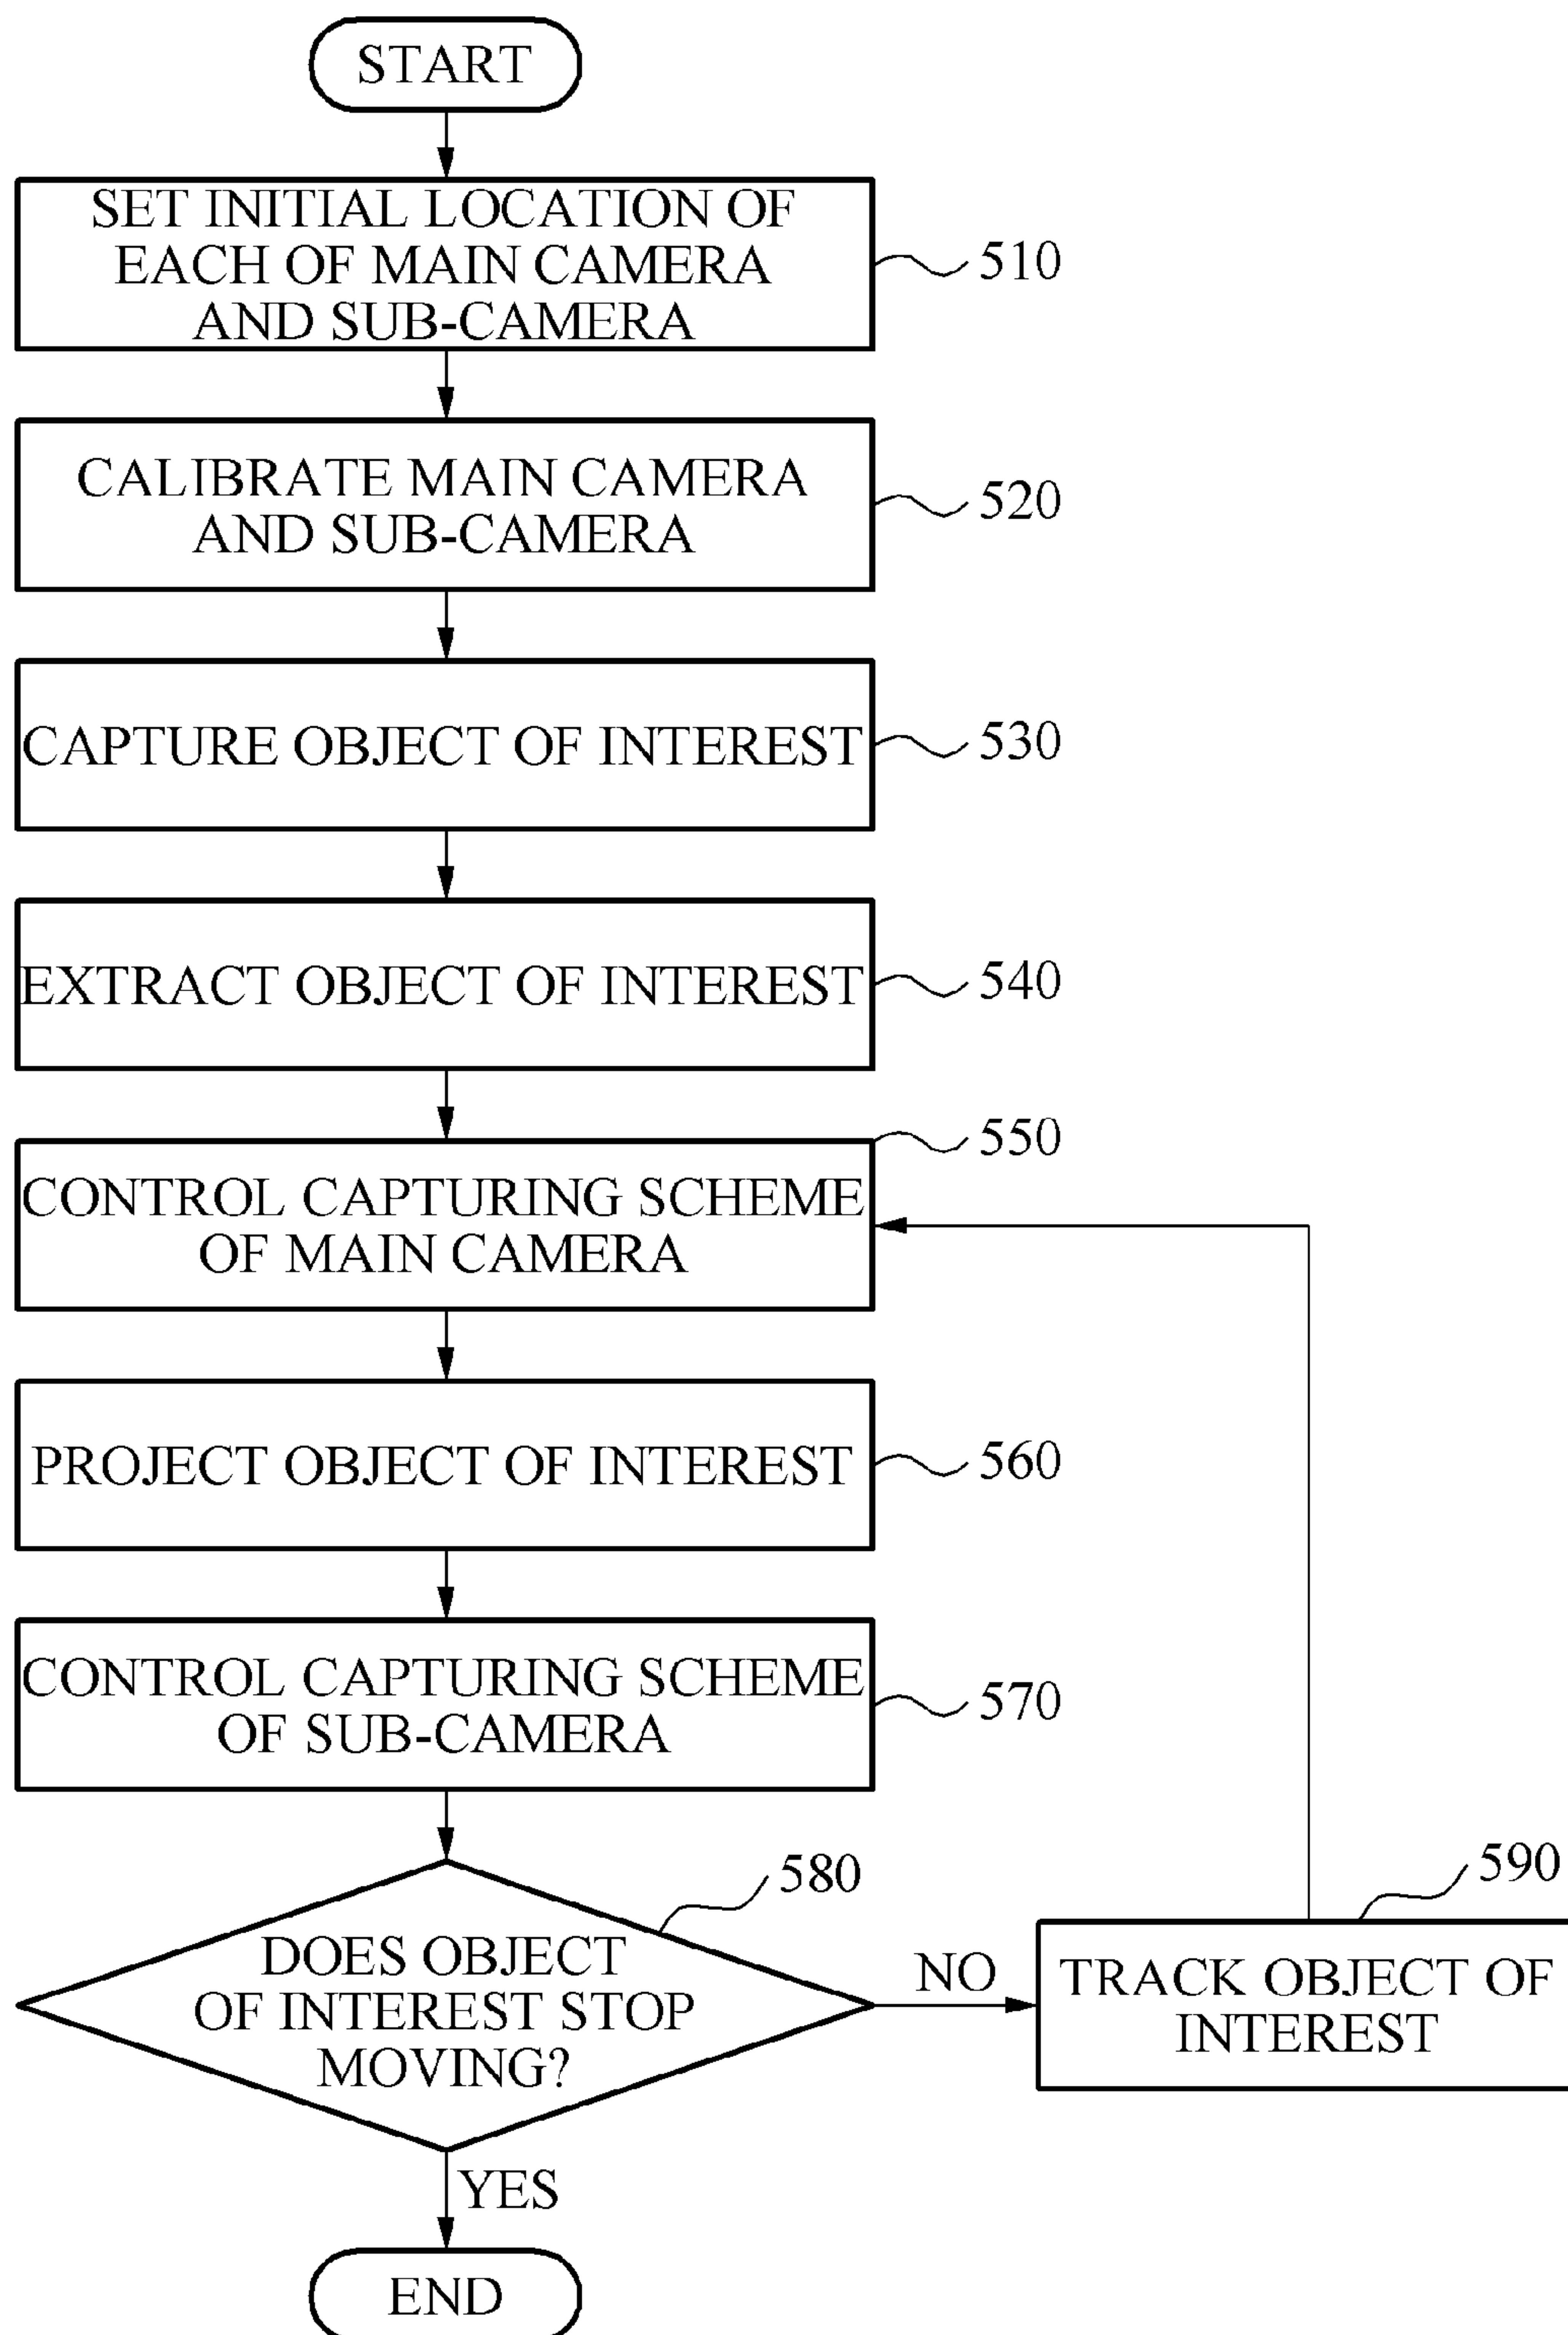 START
SET INITIAL LOCATION OF
EACH OF MAIN CAMERA
AND SUB-CAMERA
510
CALIBRATE MAIN CAMERA
AND SUB-CAMERA
520
CAPTURE OBJECT OF INTEREST
530
EXTRACT OBJECT OF INTEREST
540
550
CONTROL CAPTURING SCHEME
OF MAIN CAMERA
PROJECT OBJECT OF INTEREST
560
CONTROL CAPTURING SCHEME
OF SUB-CAMERA
570
580
DOES OBJECT
OF INTEREST STOP
MOVING?
NO
590
TRACK OBJECT OF
INTEREST
YES
END